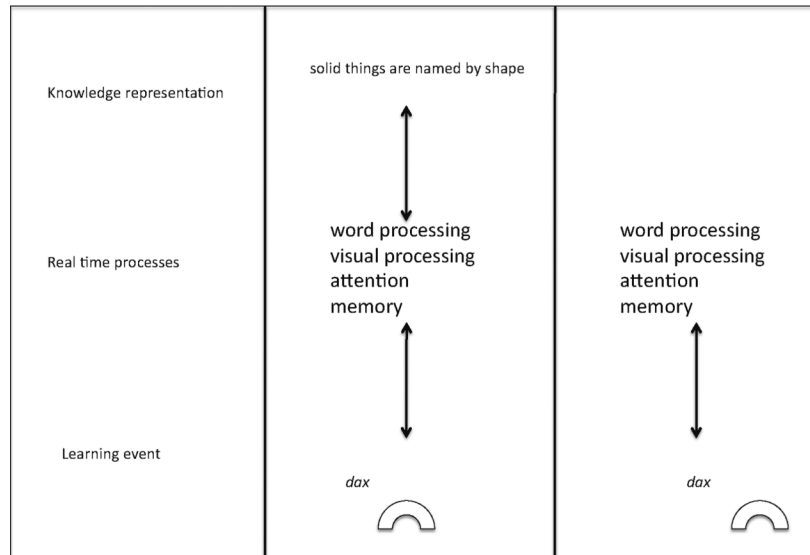 Knowledge representation
solid things are named by shape
Real time processes
word processing
visual processing
attention
memory
word processing
visual processing
attention
memory
Learning event
dax
dax